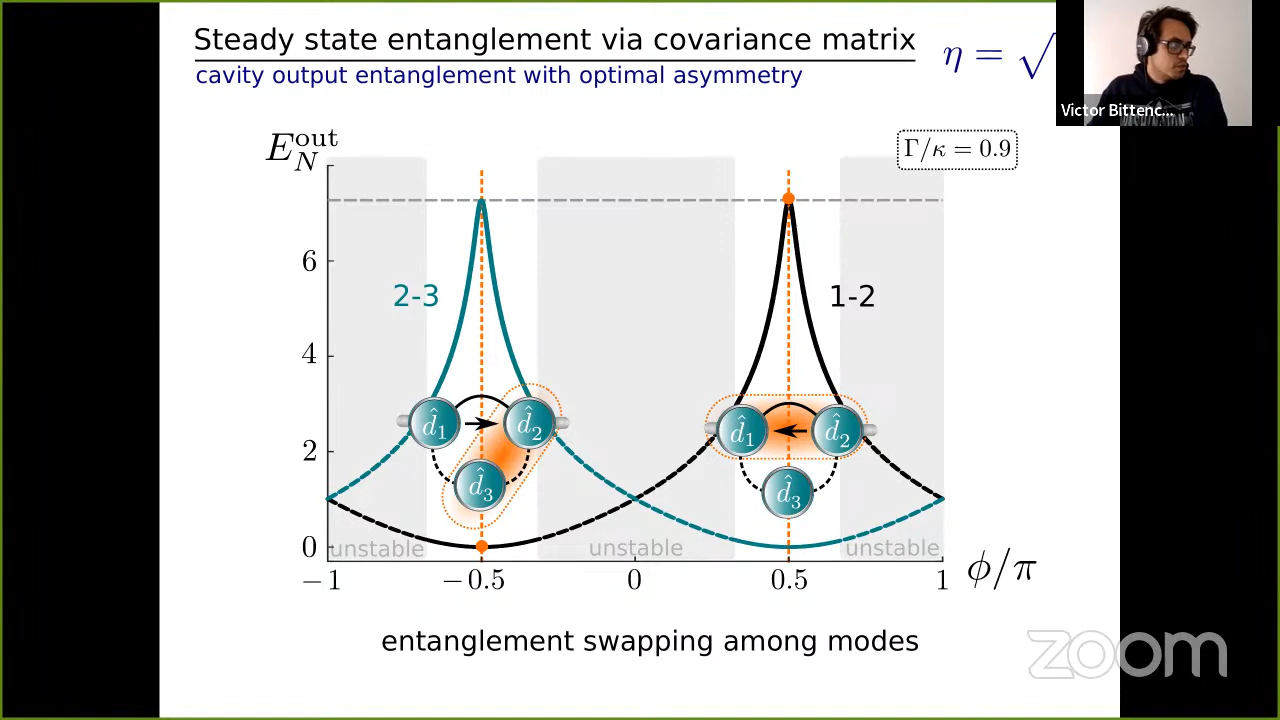 Steady state entanglement via covariance matrix
η = √
cavity output entanglement with optimal asymmetry
Victor Bittenc...
E_N^out
Γ/κ = 0.9
6
4
2
0
2-3
1-2
d̂₁
d̂₂
d̂₃
d̂₁
d̂₂
d̂₃
unstable
unstable
unstable
−1
−0.5
0
0.5
1
ϕ/π
entanglement swapping among modes
zoom